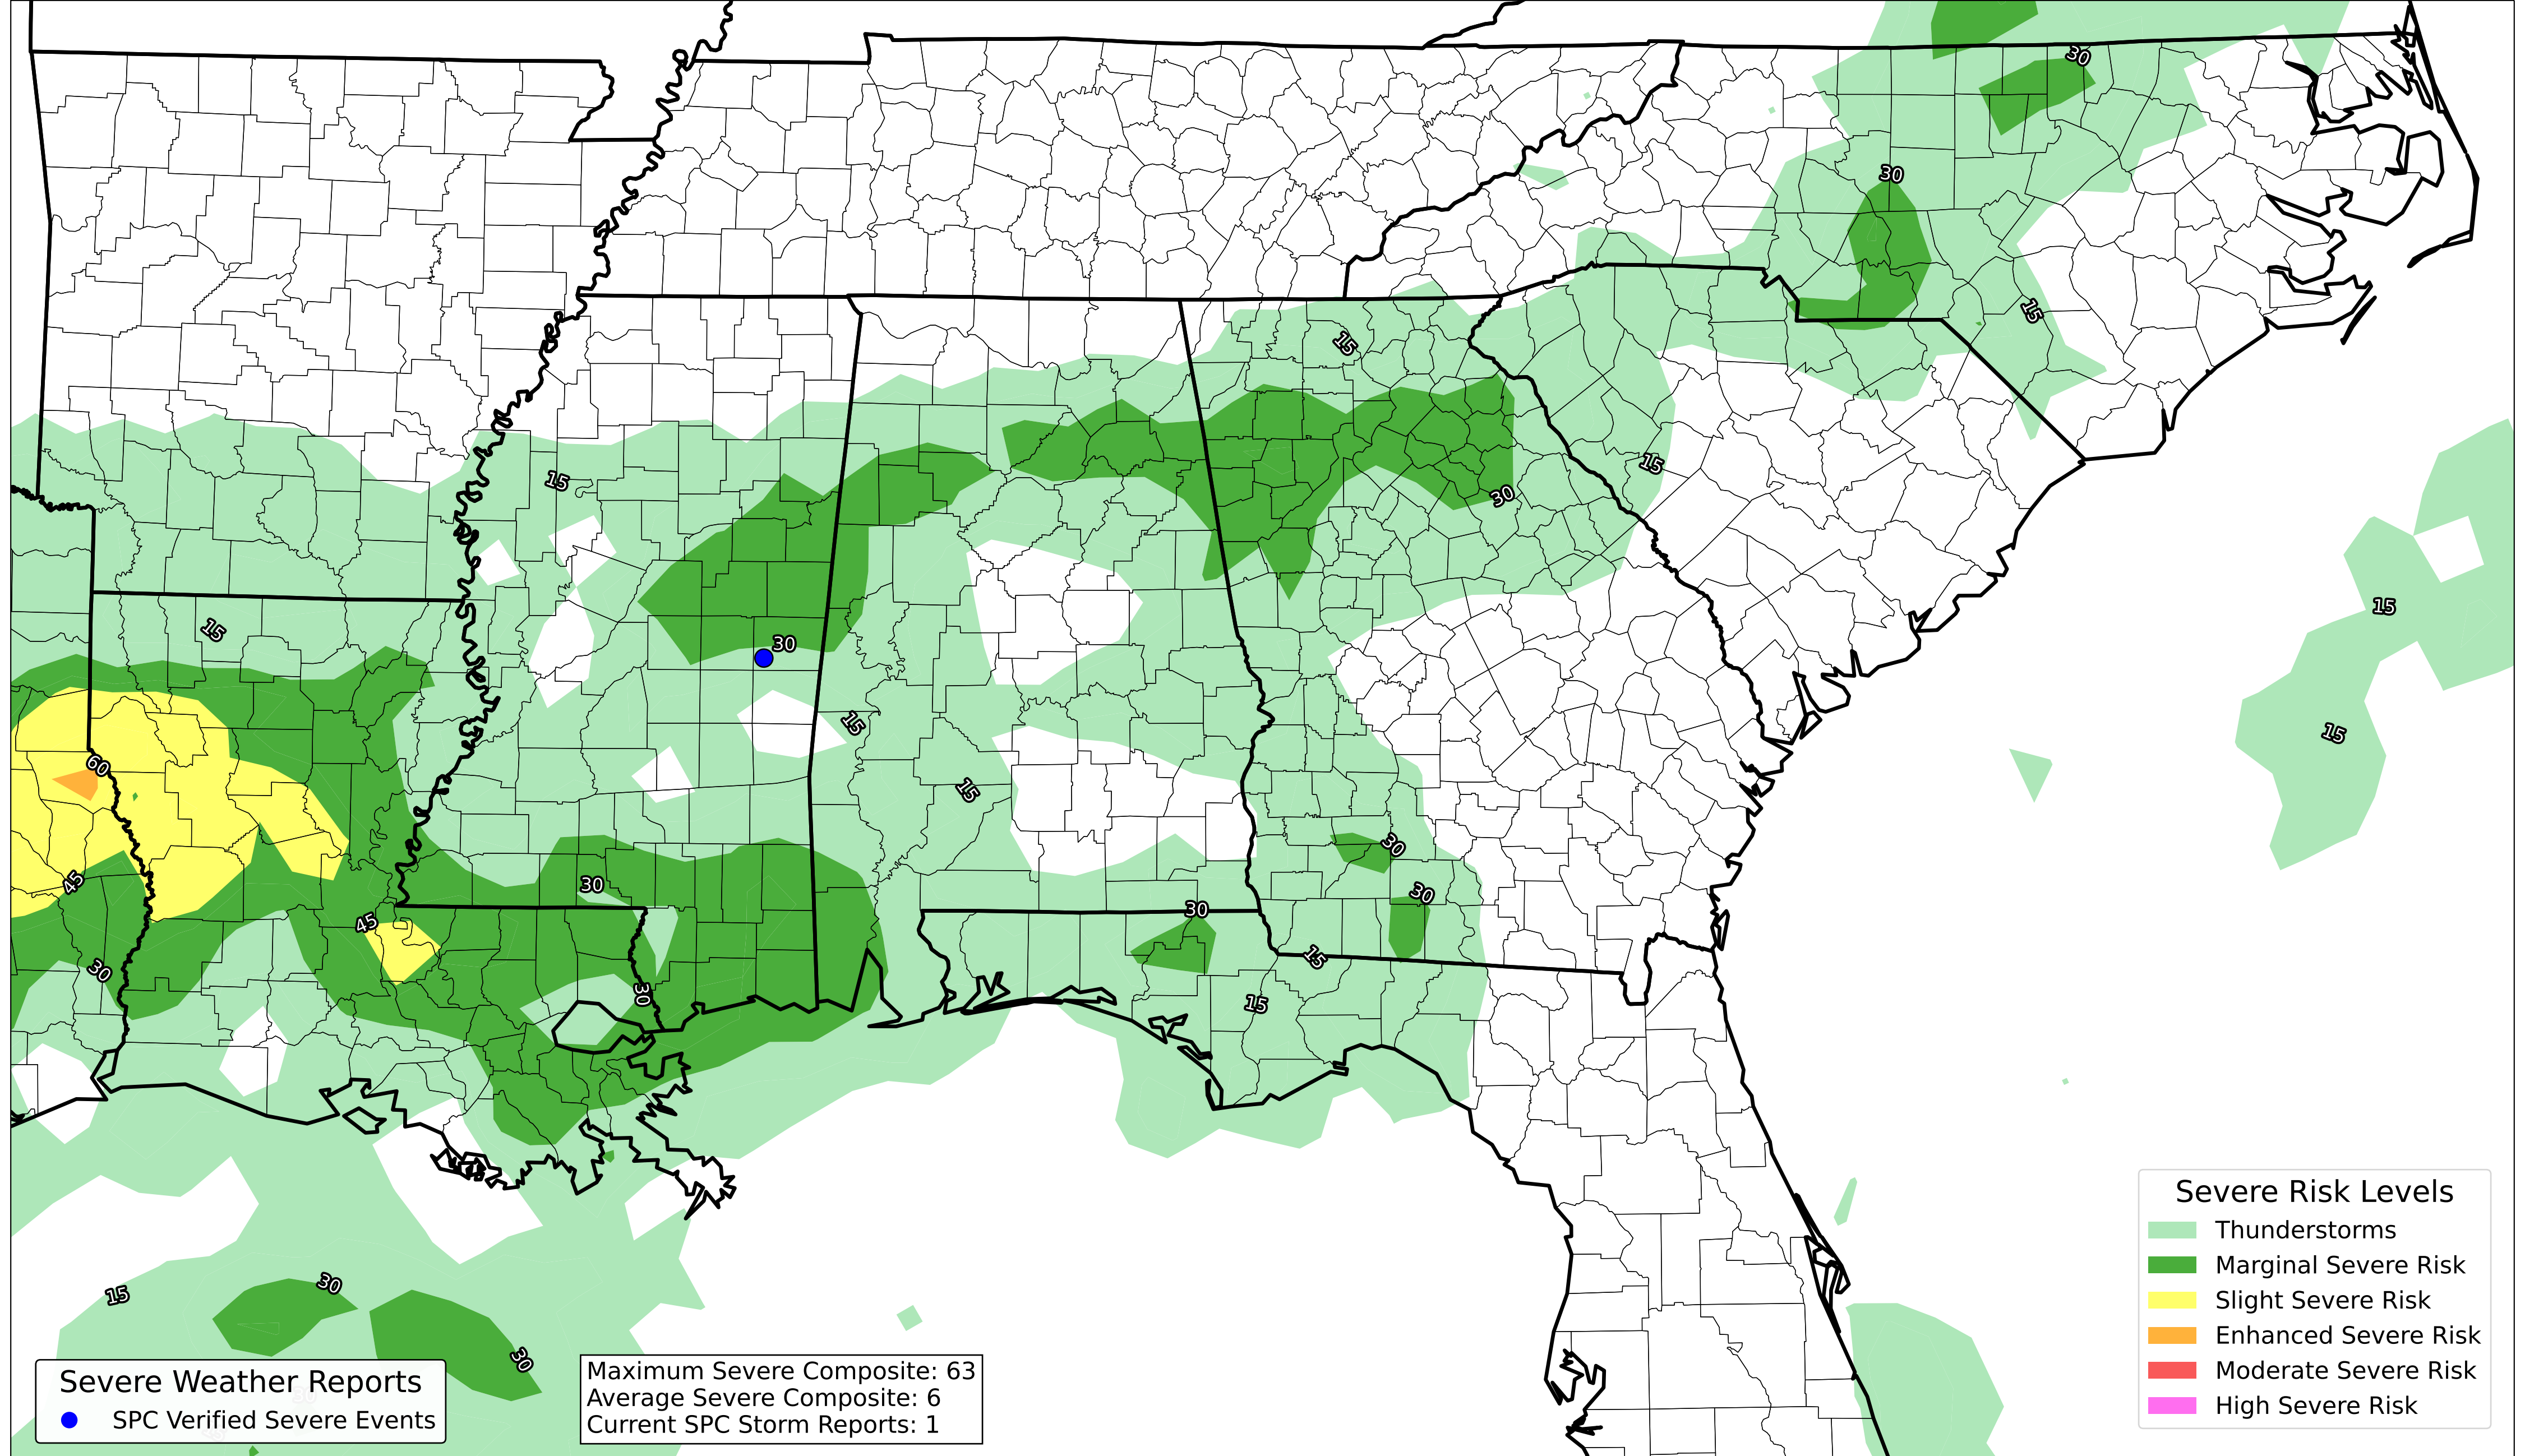 30
30
15
15
15
30
15
15
30
15
15
60
15
30
45
30
30
30
45
15
30
30
15
15
30
15
30
Severe Weather Reports
SPC Verified Severe Events
Maximum Severe Composite: 63
Average Severe Composite: 6
Current SPC Storm Reports: 1
Severe Risk Levels
Thunderstorms
Marginal Severe Risk
Slight Severe Risk
Enhanced Severe Risk
Moderate Severe Risk
High Severe Risk